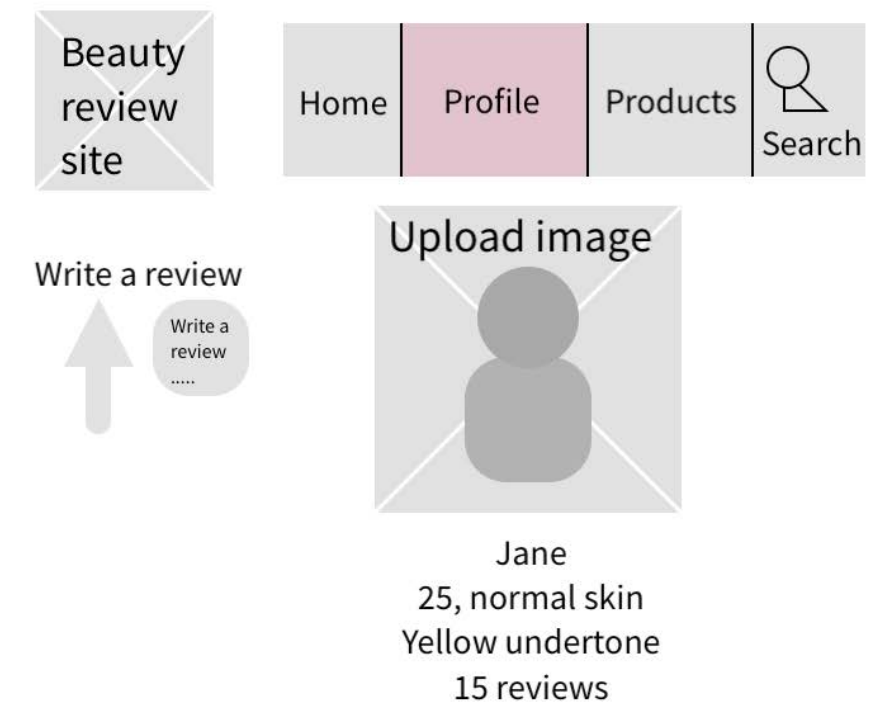 Beauty
review
site
Home
Profile
Products
Search
Upload image
Write a review
Write a
review
.....
Jane
25, normal skin
Yellow undertone
15 reviews